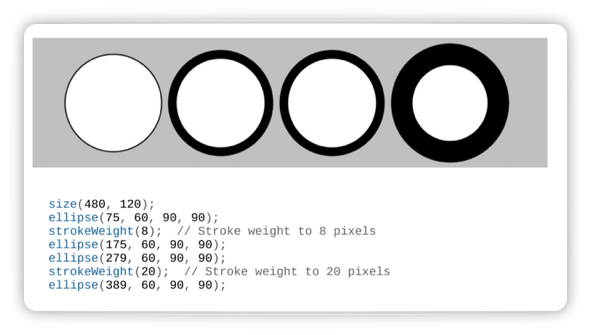 size(480, 120);
ellipse(75, 60, 90, 90);
strokeWeight(8);  // Stroke weight to 8 pixels
ellipse(175, 60, 90, 90);
ellipse(279, 60, 90, 90);
strokeWeight(20);  // Stroke weight to 20 pixels
ellipse(389, 60, 90, 90);